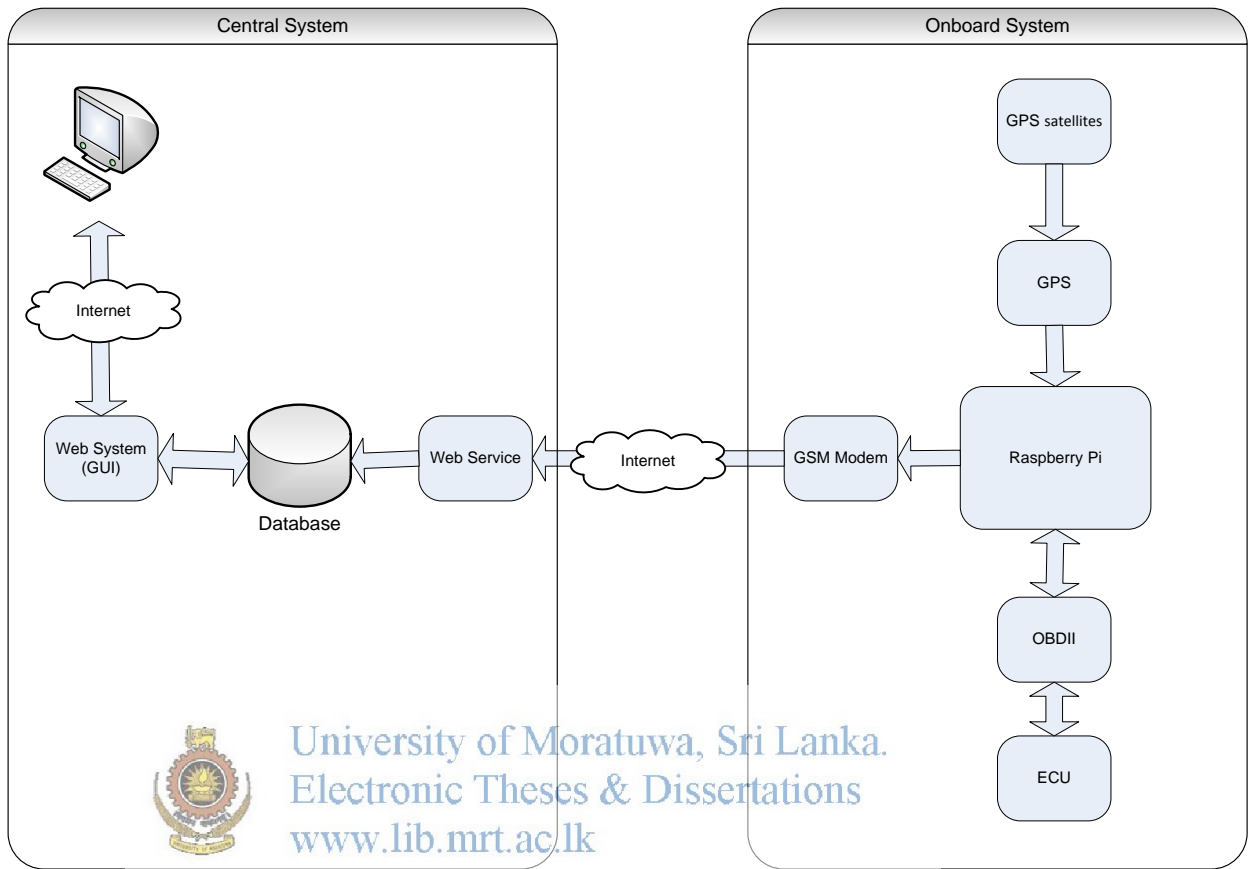 Central System
Onboard System
GPS satellites
GPS
Internet
Web System
(GUI)
Database
Web Service
Internet
GSM Modem
Raspberry Pi
OBDII
ECU
University of Moratuwa, Sri Lanka.
Electronic Theses & Dissertations
www.lib.mrt.ac.lk